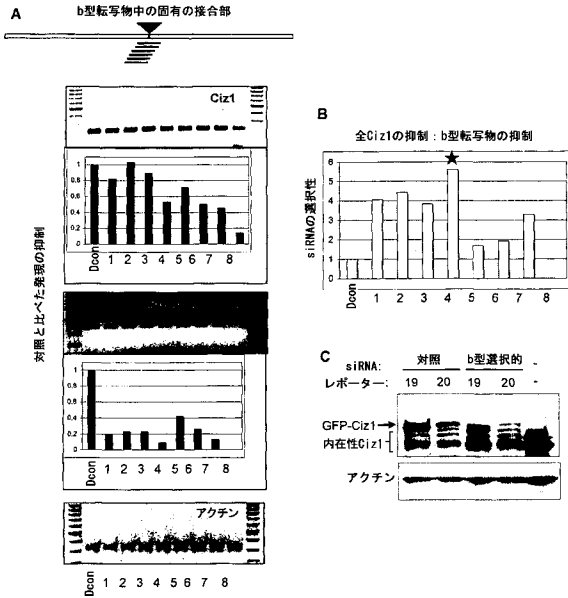 A
b型転写物中の固有の接合部
Ciz1
対照と比べた発現の抑制
1
0.8
0.6
0.4
0.2
0
Dcon 1 2 3 4 5 6 7 8
1
0.8
0.6
0.4
0.2
0
Dcon 1 2 3 4 5 6 7 8
アクチン
Dcon 1 2 3 4 5 6 7 8
B
全Ciz1の抑制:b型転写物の抑制
siRNAの選択性
6
5
4
3
2
1
0
Dcon 1 2 3 4 5 6 7 8
C
siRNA: 対照 b型選択的 -
レポーター: 19 20 19 20 -
GFP-Ciz1
内在性Ciz1
アクチン